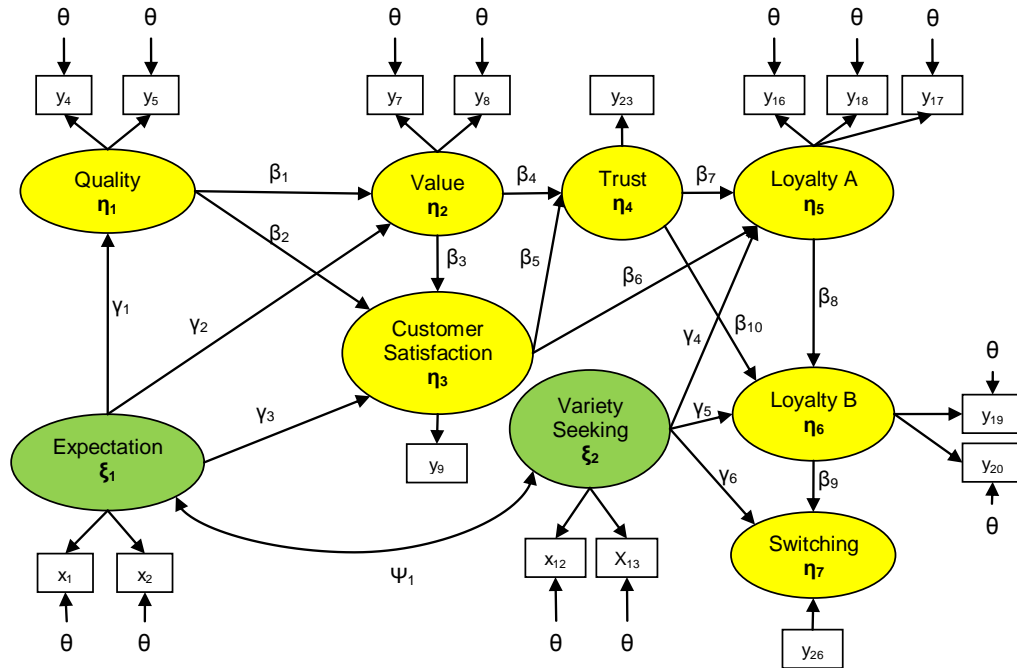 θ θ θ θ θ θ θ
y4 y5 y7 y8 y23 y16 y18 y17
Quality
η1
β1
Value
η2
β4
Trust
η4
β7
Loyalty A
η5
β2
β3
β5
β6
β8
γ1
γ2
Customer
Satisfaction
η3
γ4
β10
γ3
Expectation
ξ1
Variety
Seeking
ξ2
γ5
Loyalty B
η6
θ
y19
y9
γ6
β9
y20
θ
Switching
η7
x1 x2
Ψ1
x12 X13
θ θ θ θ
y26